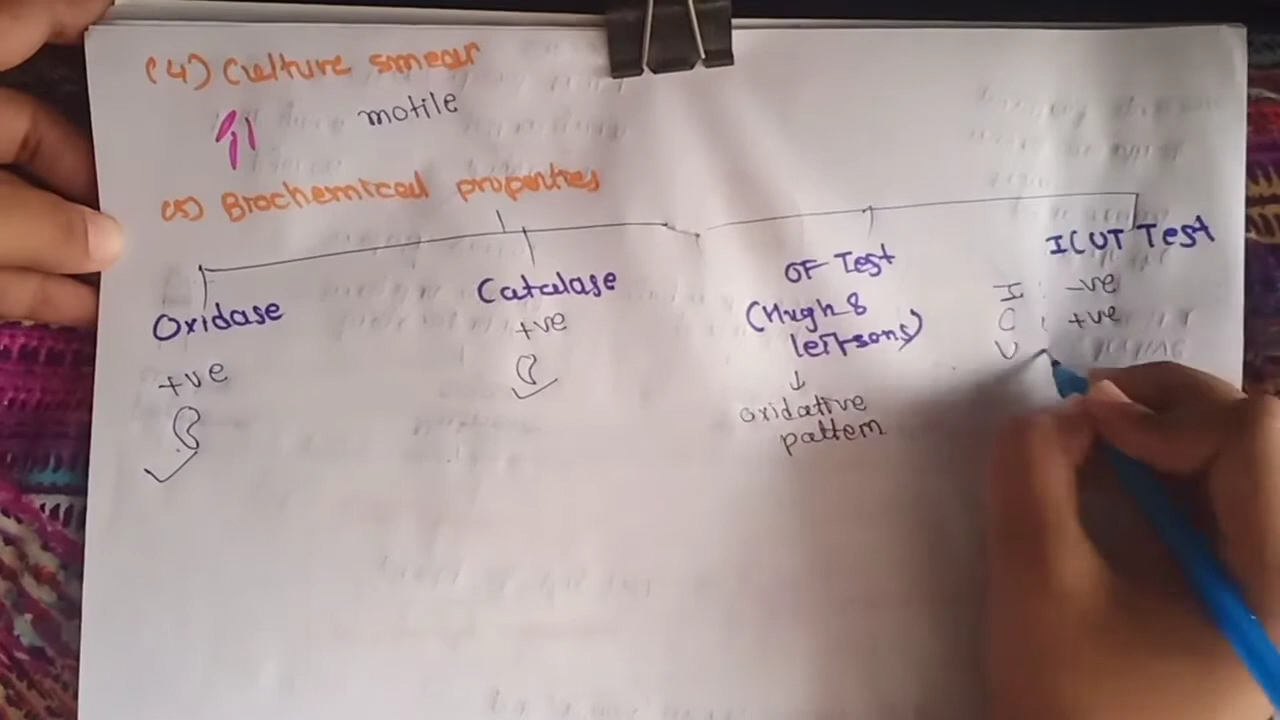 (4) Culture smear
motile
(5) Biochemical properties
Oxidase
+ve
Catalase
+ve
OF Test
(Hugh &
leifsons)
↓
oxidative
pattern
ICUT Test
I : -ve
C : +ve
U